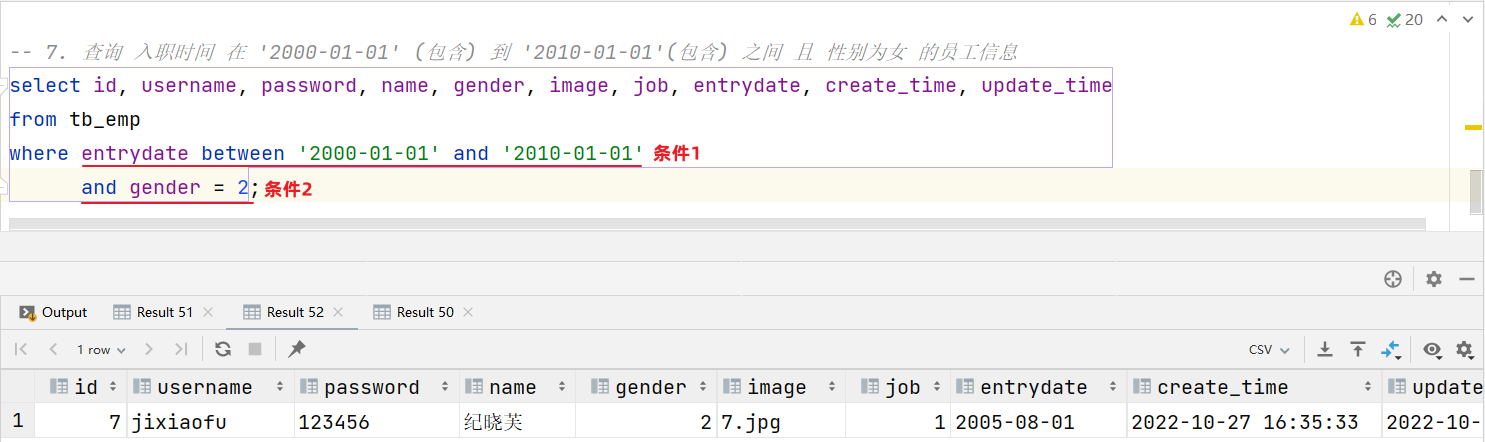 6 20
-- 7. 查询 入职时间 在 '2000-01-01' (包含) 到 '2010-01-01'(包含) 之间 且 性别为女 的员工信息
select id, username, password, name, gender, image, job, entrydate, create_time, update_time
from tb_emp
where entrydate between '2000-01-01' and '2010-01-01' 条件1
and gender = 2; 条件2
Output Result 51 Result 52 Result 50
1 row CSV
id username password name gender image job entrydate create_time update
1 7 jixiaofu 123456 纪晓芙 2 7.jpg 1 2005-08-01 2022-10-27 16:35:33 2022-10-